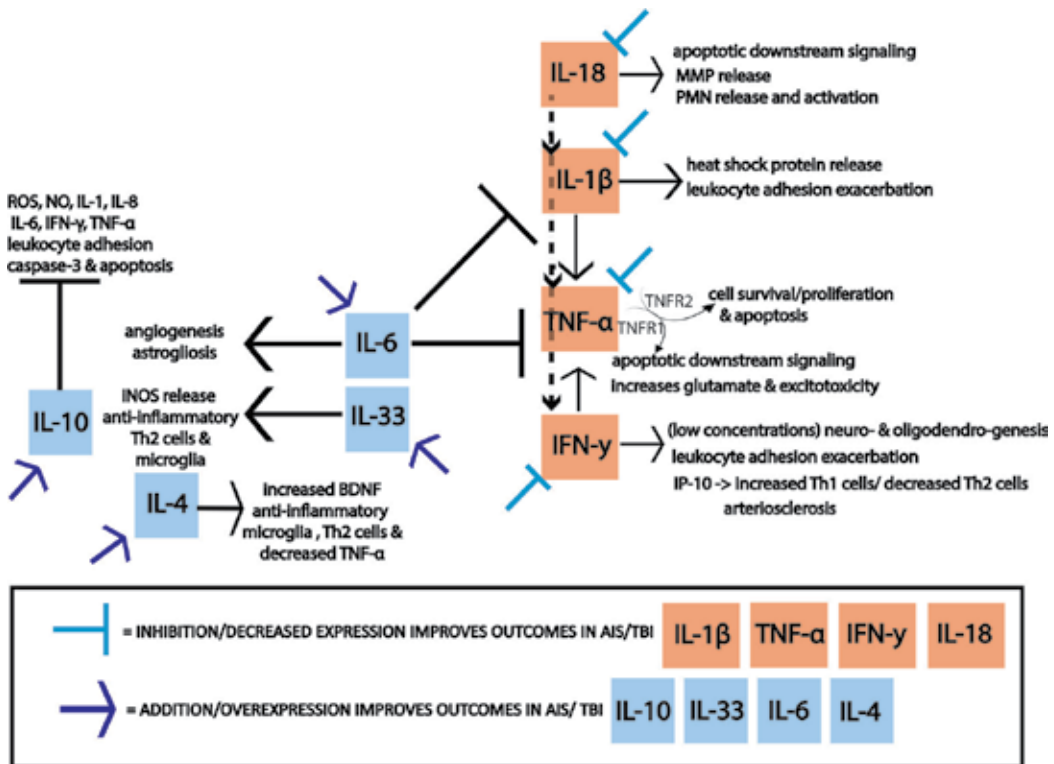 IL-18
apoptotic downstream signaling
MMP release
PMN release and activation
IL-1β
heat shock protein release
leukocyte adhesion exacerbation
ROS, NO, IL-1, IL-8
IL-6, IFN-γ, TNF-α
leukocyte adhesion
caspase-3 & apoptosis
TNF-α
TNFR2
TNFR1
cell survival/proliferation
& apoptosis
apoptotic downstream signaling
increases glutamate & excitotoxicity
angiogenesis
astrogliosis
IL-6
IL-10
INOS release
anti-inflammatory
Th2 cells &
microglia
IL-33
IFN-y
(low concentrations) neuro- & oligodendro-genesis
leukocyte adhesion exacerbation
IP-10 -> increased Th1 cells/ decreased Th2 cells
arteriosclerosis
IL-4
increased BDNF
anti-inflammatory
microglia , Th2 cells &
decreased TNF-α
= INHIBITION/DECREASED EXPRESSION IMPROVES OUTCOMES IN AIS/TBI
IL-1β TNF-α IFN-y IL-18
= ADDITION/OVEREXPRESSION IMPROVES OUTCOMES IN AIS/ TBI
IL-10 IL-33 IL-6 IL-4